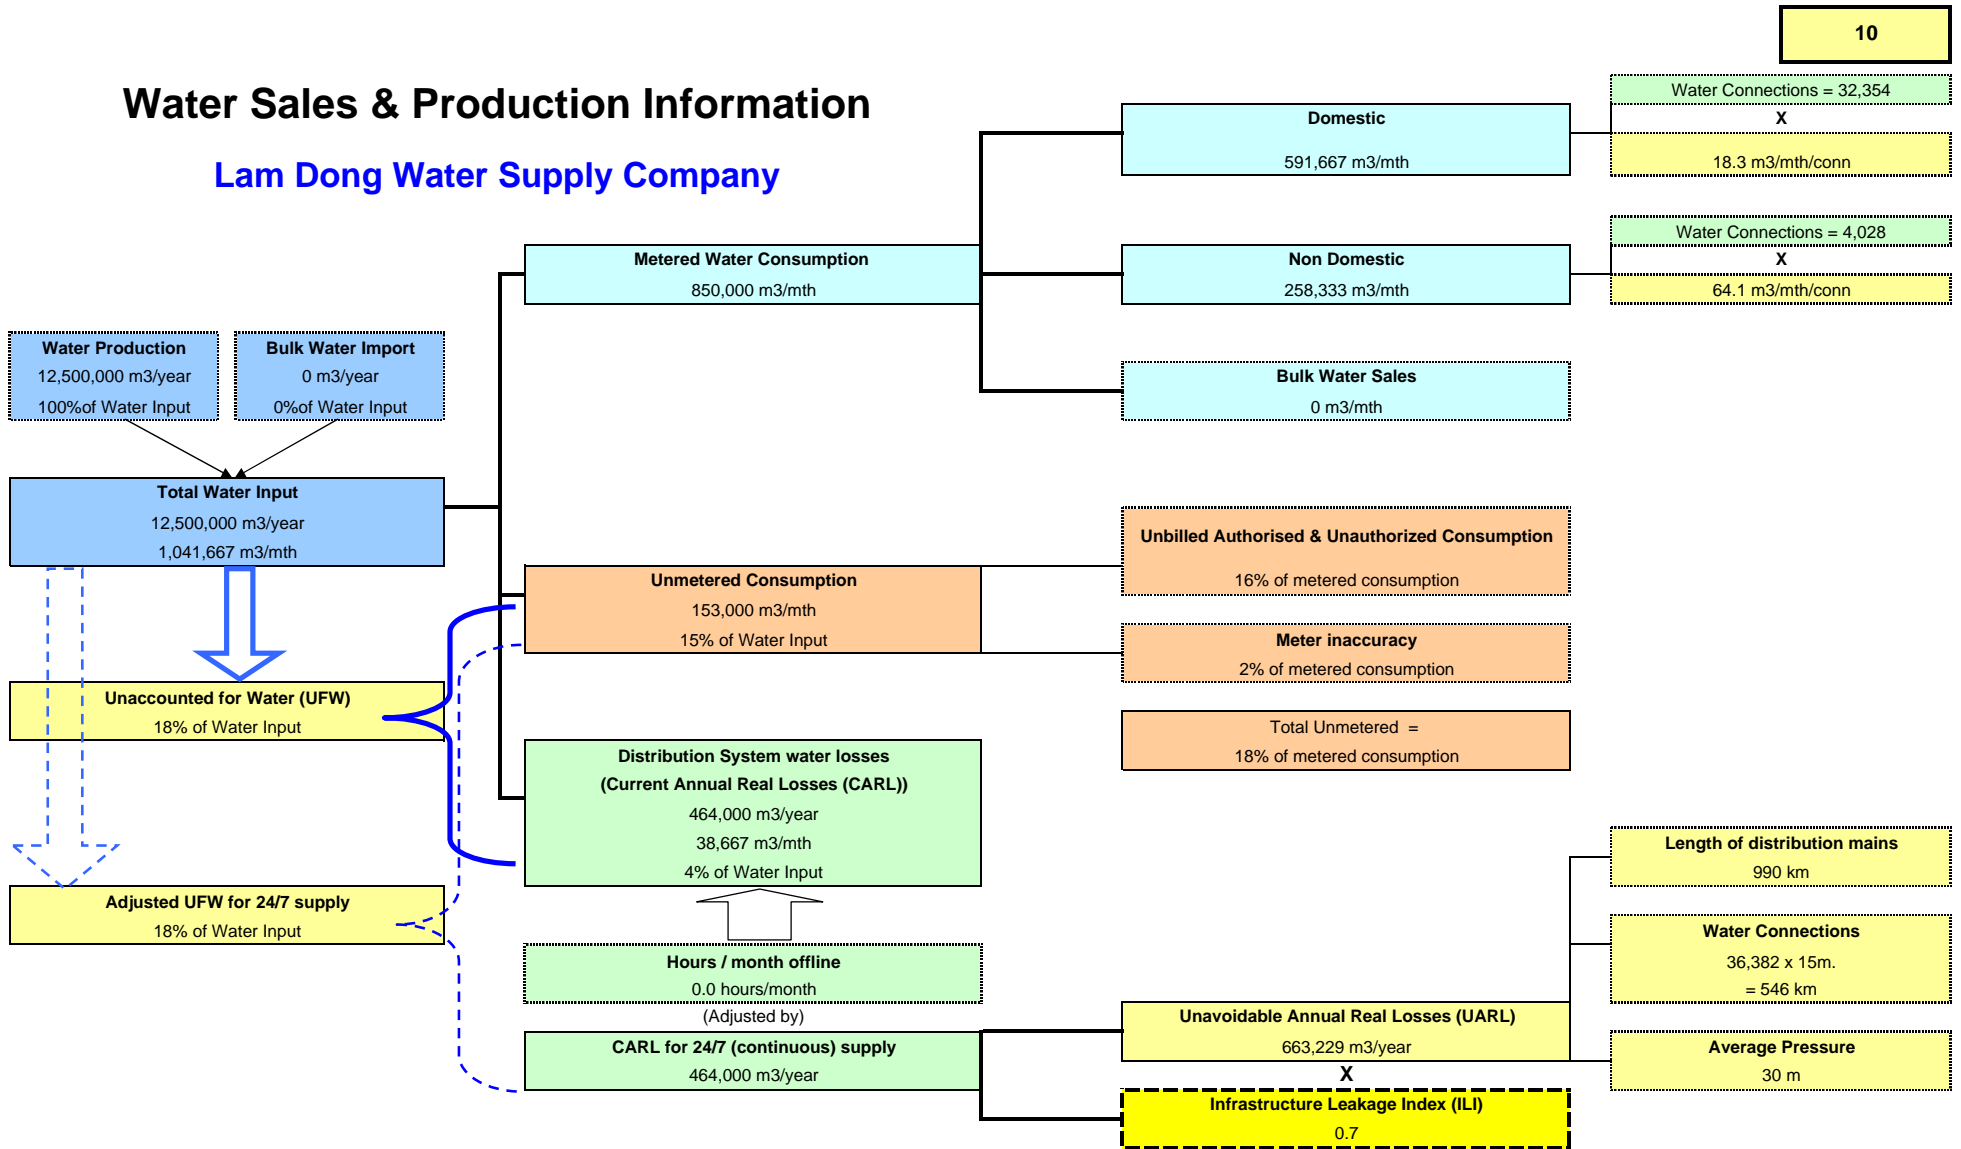 10
Water Sales & Production Information
Lam Dong Water Supply Company
Domestic
591,667 m3/mth
Water Connections = 32,354
X
18.3 m3/mth/conn
Metered Water Consumption
850,000 m3/mth
Non Domestic
258,333 m3/mth
Water Connections = 4,028
X
64.1 m3/mth/conn
Water Production
12,500,000 m3/year
100%of Water Input
Bulk Water Import
0 m3/year
0%of Water Input
Bulk Water Sales
0 m3/mth
Total Water Input
12,500,000 m3/year
1,041,667 m3/mth
Unbilled Authorised & Unauthorized Consumption
16% of metered consumption
Unmetered Consumption
153,000 m3/mth
15% of Water Input
Meter inaccuracy
2% of metered consumption
Unaccounted for Water (UFW)
18% of Water Input
Total Unmetered =
18% of metered consumption
Distribution System water losses
(Current Annual Real Losses (CARL))
464,000 m3/year
38,667 m3/mth
4% of Water Input
Length of distribution mains
990 km
Adjusted UFW for 24/7 supply
18% of Water Input
Water Connections
36,382 x 15m.
= 546 km
Hours / month offline
0.0 hours/month
(Adjusted by)
CARL for 24/7 (continuous) supply
464,000 m3/year
Unavoidable Annual Real Losses (UARL)
663,229 m3/year
X
Average Pressure
30 m
Infrastructure Leakage Index (ILI)
0.7